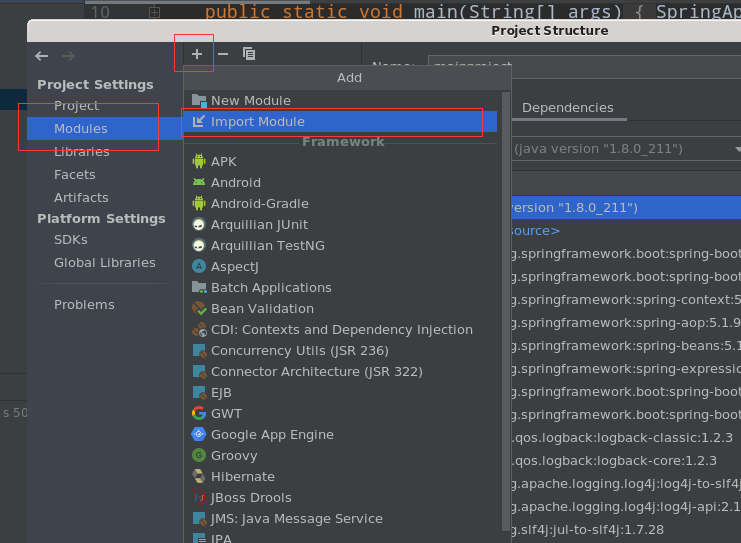 10 public static void main(String[] args) { SpringAp
Project Structure
Project Settings
Project
Modules
Libraries
Facets
Artifacts
Platform Settings
SDKs
Global Libraries
Problems
s 50
Add
New Module
Import Module
Framework
APK
Android
Android-Gradle
Arquillian JUnit
Arquillian TestNG
AspectJ
Batch Applications
Bean Validation
CDI: Contexts and Dependency Injection
Concurrency Utils (JSR 236)
Connector Architecture (JSR 322)
EJB
GWT
Google App Engine
Groovy
Hibernate
JBoss Drools
JMS: Java Message Service
JPA
Name: mainproject
Dependencies
(java version "1.8.0_211")
version "1.8.0_211")
source>
g.springframework.boot:spring-boot
g.springframework.boot:spring-boot
g.springframework:spring-context:5
g.springframework:spring-aop:5.1.9
g.springframework:spring-beans:5.1
g.springframework:spring-expressio
g.springframework.boot:spring-boot
g.springframework.boot:spring-boot
.qos.logback:logback-classic:1.2.3
.qos.logback:logback-core:1.2.3
g.apache.logging.log4j:log4j-to-slf4j
g.apache.logging.log4j:log4j-api:2.1
g.slf4j:jul-to-slf4j:1.7.28